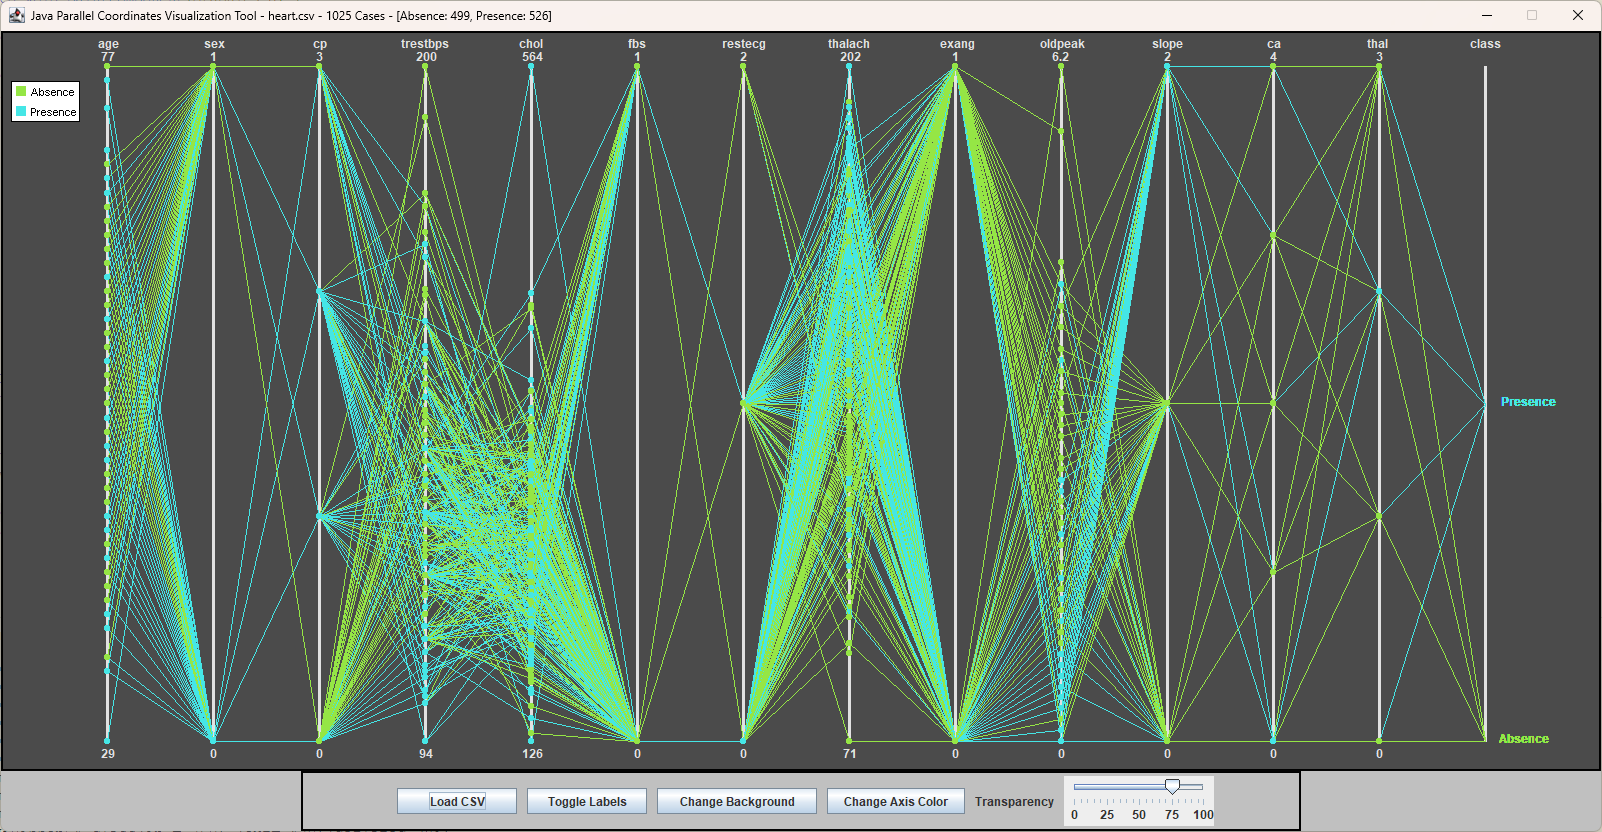 Java Parallel Coordinates Visualization Tool - heart.csv - 1025 Cases - [Absence: 499, Presence: 526]
age sex cp trestbps chol fbs restecg thalach exang oldpeak slope ca thal class
77 1 3 200 564 1 2 202 1 6.2 2 4 3
Absence
Presence
Presence
Absence
29 0 0 94 126 0 0 71 0 0 0 0 0
Load CSV Toggle Labels Change Background Change Axis Color Transparency
0 25 50 75 100